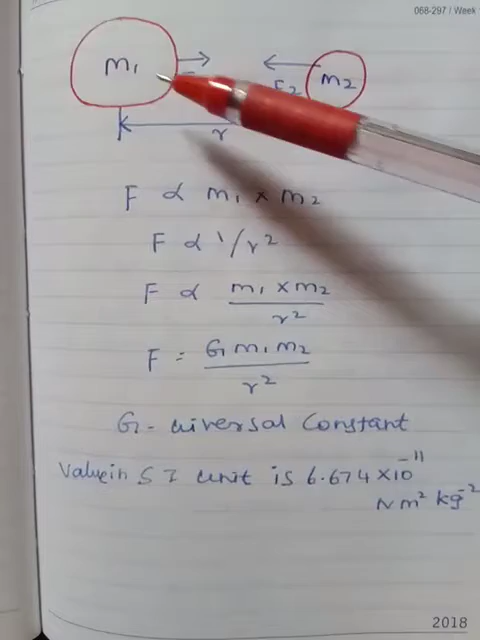 068-297 / Week
m₁
m₂
F₂
r
F ∝ m₁ × m₂
F ∝ 1/r²
F ∝ m₁ × m₂ / r²
F = G m₁ m₂ / r²
G - universal Constant
Value in S I unit is 6.674 × 10⁻¹¹
N m² kg⁻²
2018